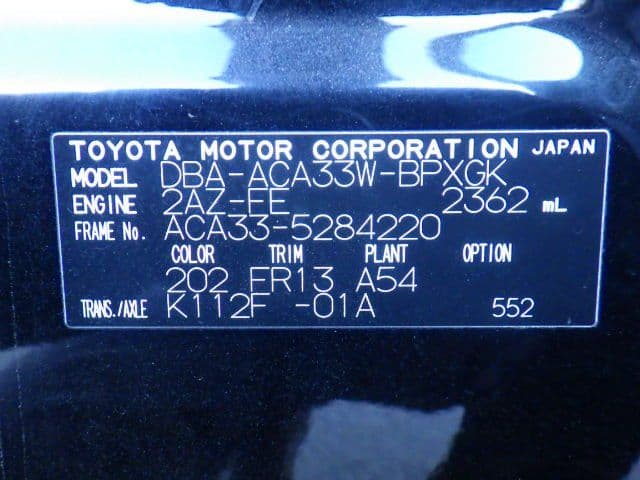 TOYOTA MOTOR CORPORATION JAPAN
MODEL DBA-ACA33W-BPXGK
ENGINE 2AZ-FE 2362 mL
FRAME No. ACA33-5284220
COLOR TRIM PLANT OPTION
202 FR13 A54
TRANS./AXLE K112F -01A 552